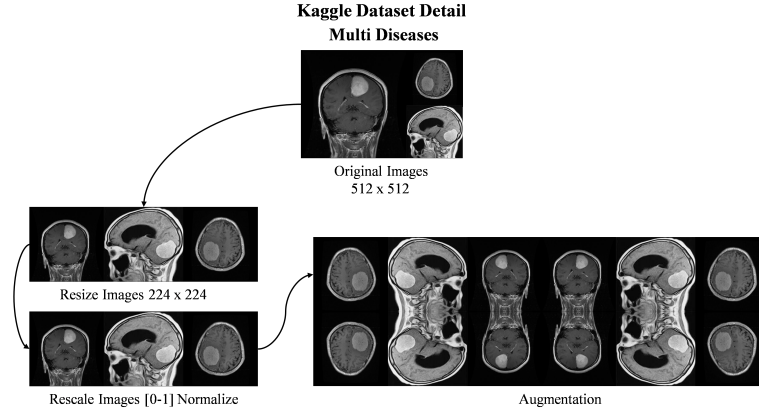 Kaggle Dataset Detail
Multi Diseases
Original Images
512 x 512
Resize Images 224 x 224
Rescale Images [0-1] Normalize
Augmentation